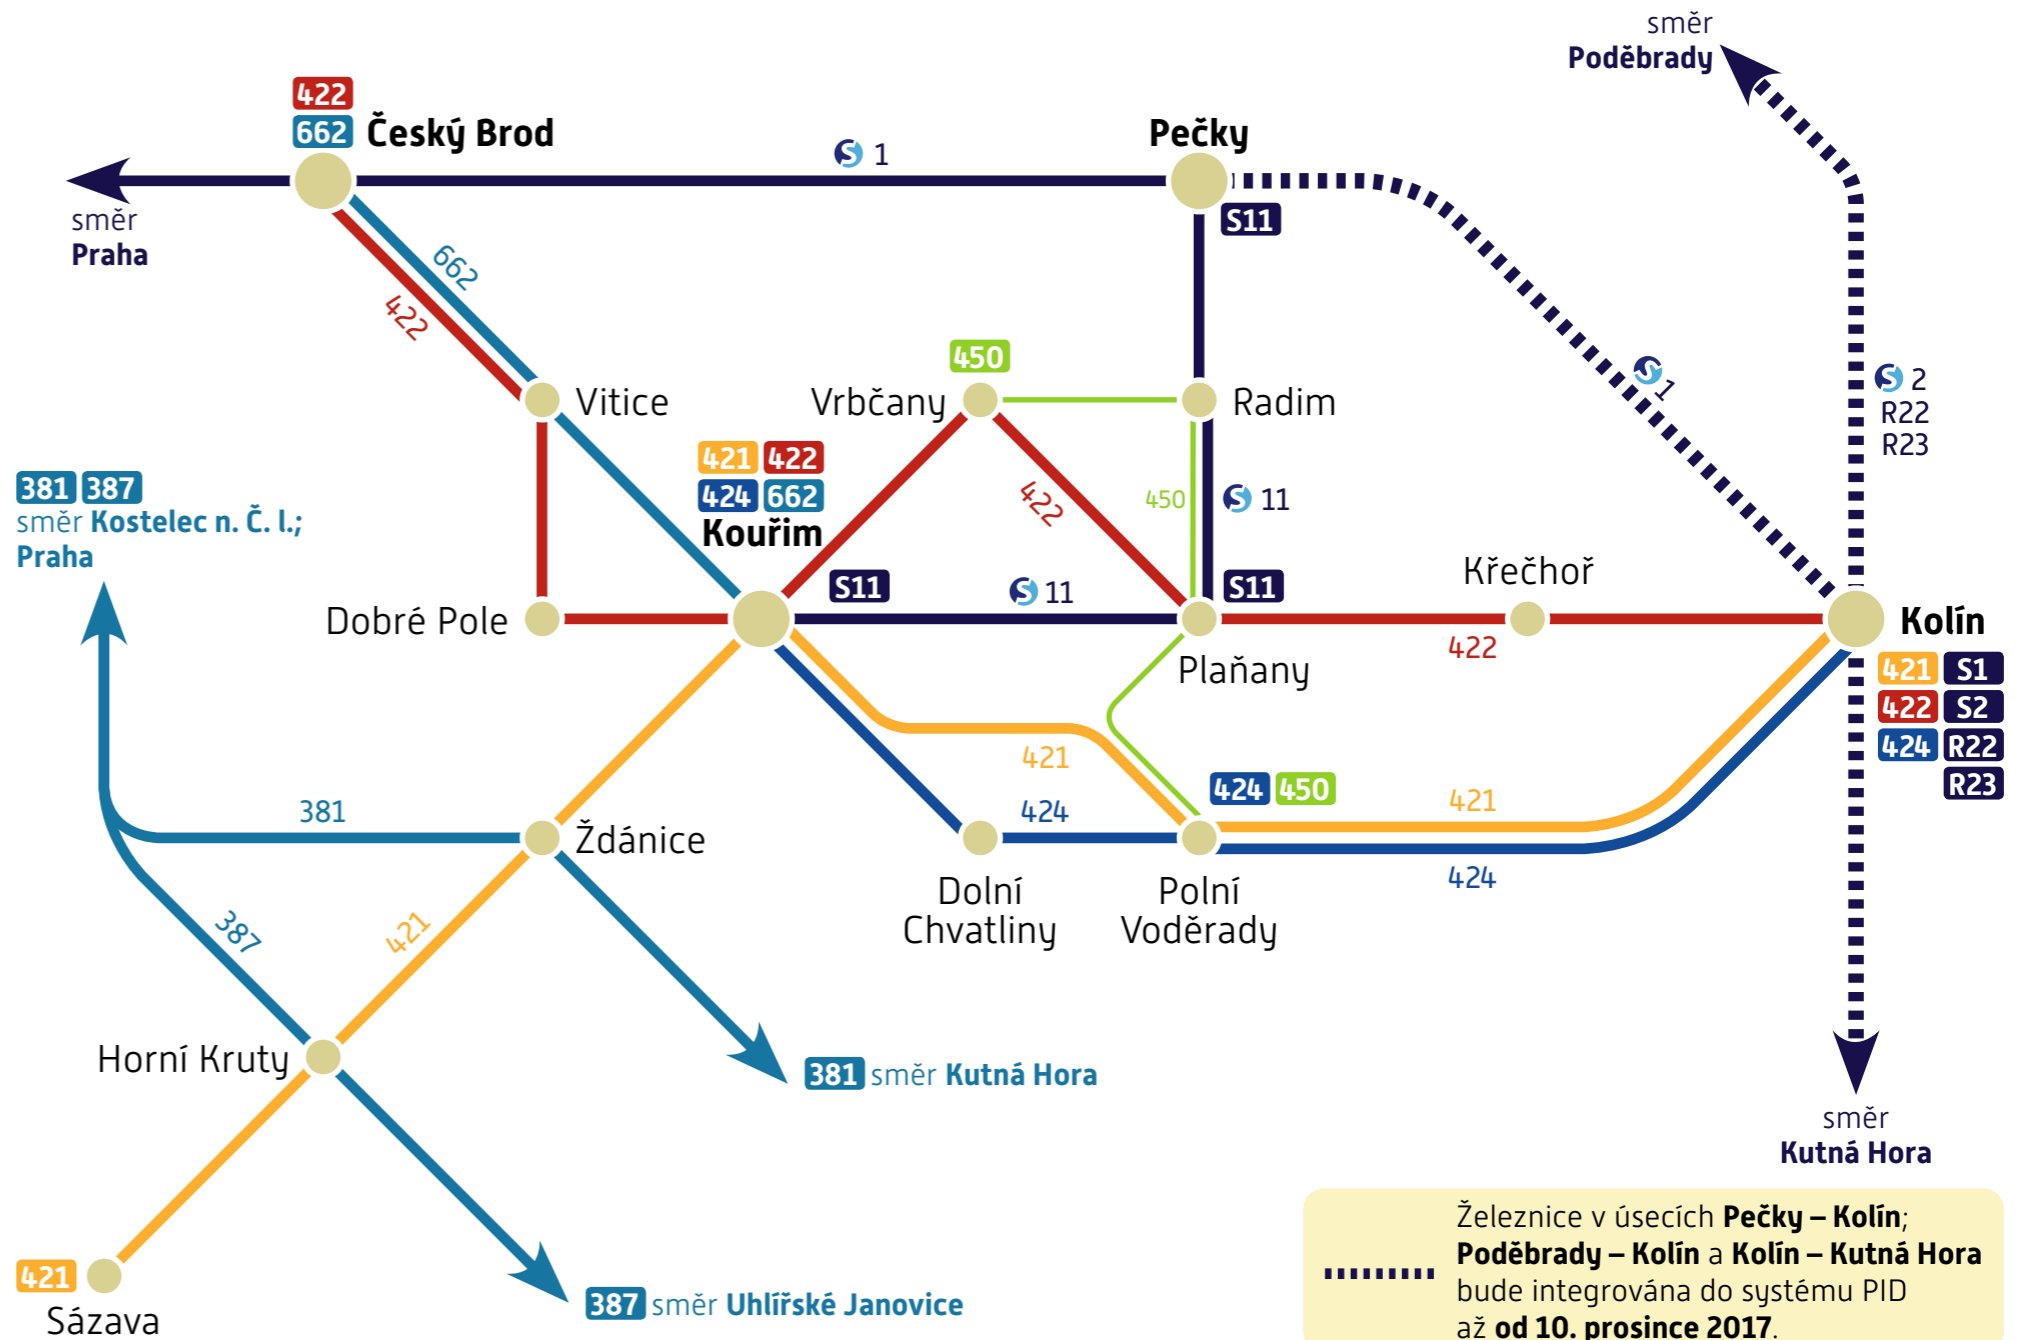 směr
Poděbrady
422
662
Český Brod
Pečky
S 1
směr
Praha
S11
662
422
450
Vitice
Vrbčany
Radim
S 1
S 2
R22
R23
421 422
424 662
Kouřim
381 387
směr Kostelec n. Č. l.;
Praha
422
450
S 11
Křečhoř
S11
S 11
S11
Dobré Pole
Kolín
422
Plaňany
421 S1
422 S2
424 R22
R23
421
424 450
381
424
421
Ždánice
424
Dolní
Chvatliny
Polní
Voděrady
387
421
Horní Kruty
381 směr Kutná Hora
směr
Kutná Hora
Železnice v úsecích Pečky – Kolín;
Poděbrady – Kolín a Kolín – Kutná Hora
bude integrována do systému PID
až od 10. prosince 2017.
421
Sázava
387 směr Uhlířské Janovice